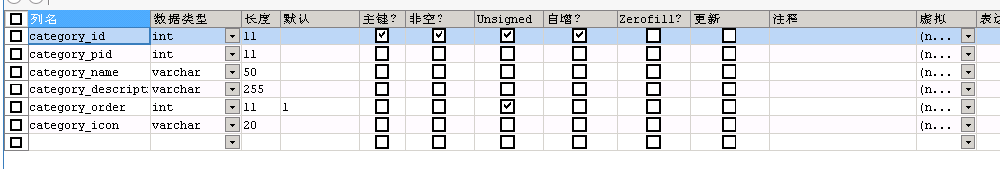 列名 数据类型 长度 默认 主键? 非空? Unsigned 自增? Zerofill? 更新 注释 虚拟 表达
category_id int 11 (n...
category_pid int 11 (n...
category_name varchar 50 (n...
category_descript varchar 255 (n...
category_order int 11 1 (n...
category_icon varchar 20 (n...